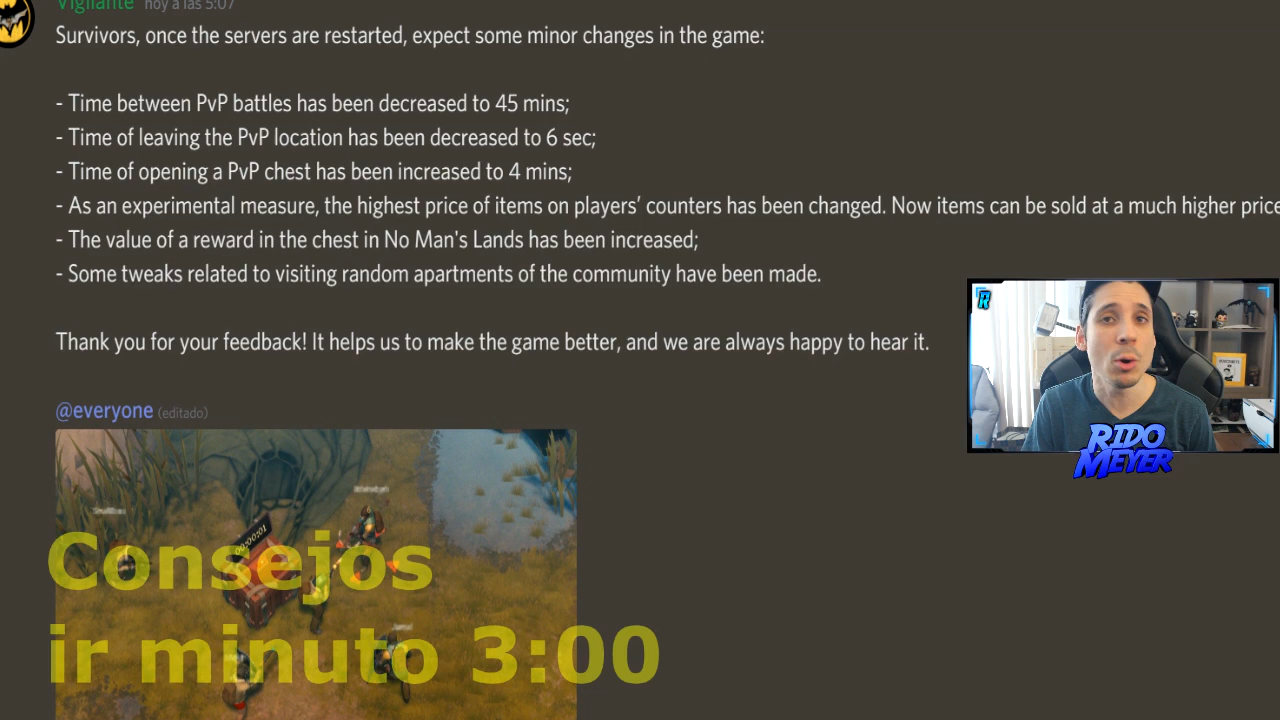 Vigilante hoy a las 5:07
Survivors, once the servers are restarted, expect some minor changes in the game:
- Time between PvP battles has been decreased to 45 mins;
- Time of leaving the PvP location has been decreased to 6 sec;
- Time of opening a PvP chest has been increased to 4 mins;
- As an experimental measure, the highest price of items on players’ counters has been changed. Now items can be sold at a much higher price
- The value of a reward in the chest in No Man's Lands has been increased;
- Some tweaks related to visiting random apartments of the community have been made.
Thank you for your feedback! It helps us to make the game better, and we are always happy to hear it.
@everyone (editado)
R
RIDO
MEYER
00:00:01
Consejos
ir minuto 3:00